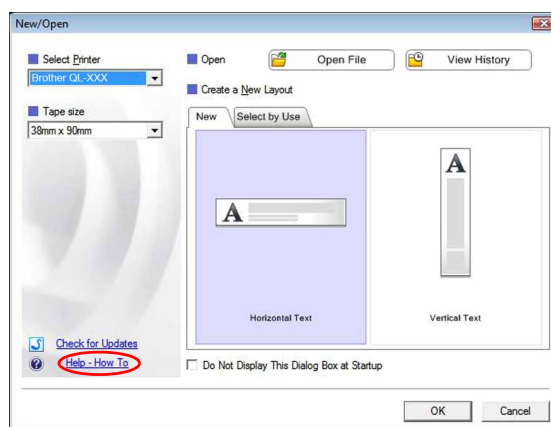 New/Open
Select Printer
Brother QL-XXX
Tape size
38mm x 90mm
Open
Open File
View History
Create a New Layout
New
Select by Use
A
A
Horizontal Text
Vertical Text
Check for Updates
Help - How To
Do Not Display This Dialog Box at Startup
OK
Cancel